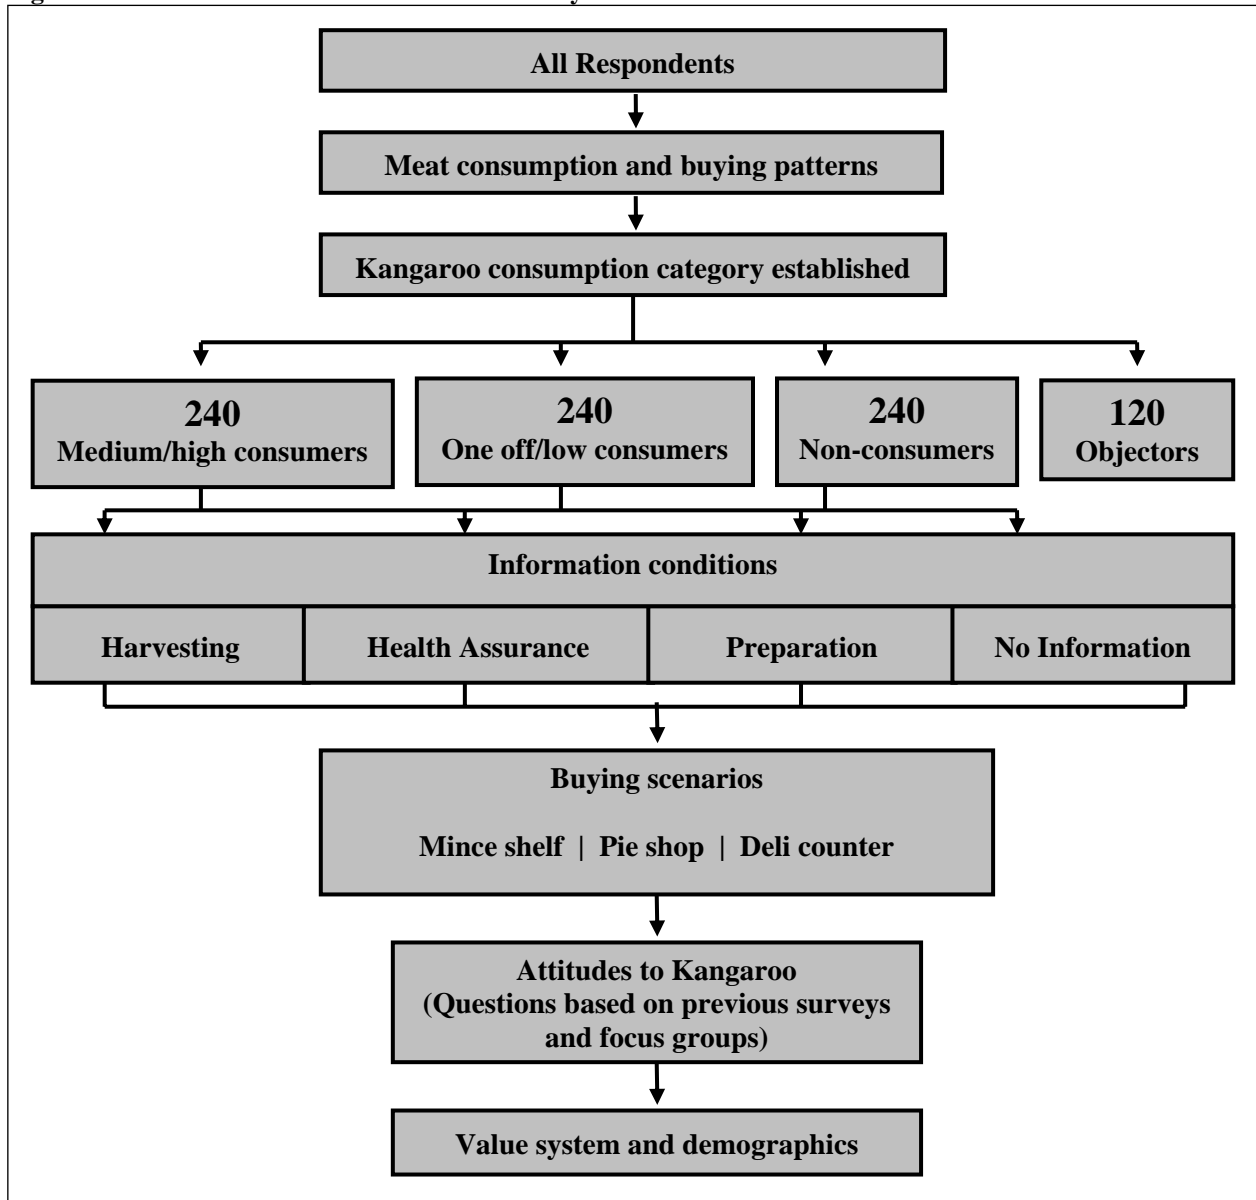 All Respondents
Meat consumption and buying patterns
Kangaroo consumption category established
240
Medium/high consumers
240
One off/low consumers
240
Non-consumers
120
Objectors
Information conditions
Harvesting
Health Assurance
Preparation
No Information
Buying scenarios
Mince shelf | Pie shop | Deli counter
Attitudes to Kangaroo
(Questions based on previous surveys
and focus groups)
Value system and demographics